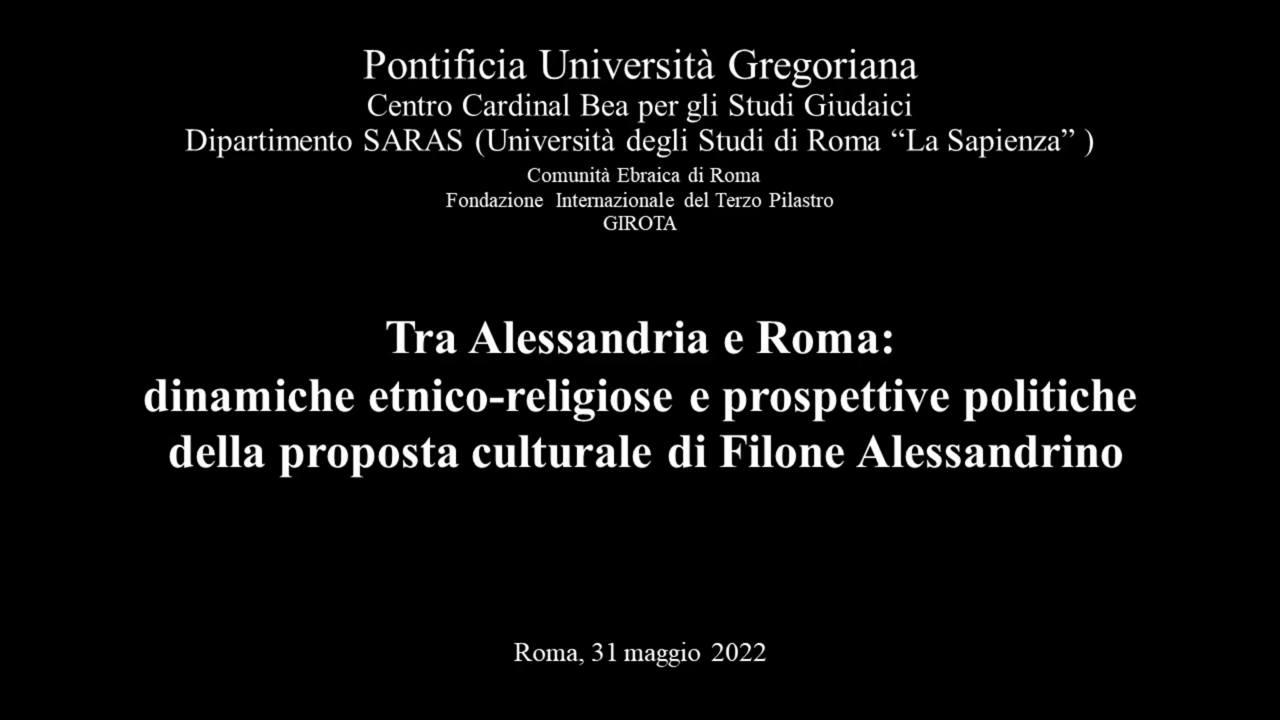 Pontificia Università Gregoriana
Centro Cardinal Bea per gli Studi Giudaici
Dipartimento SARAS (Università degli Studi di Roma “La Sapienza” )
Comunità Ebraica di Roma
Fondazione Internazionale del Terzo Pilastro
GIROTA
Tra Alessandria e Roma:
dinamiche etnico-religiose e prospettive politiche
della proposta culturale di Filone Alessandrino
Roma, 31 maggio 2022